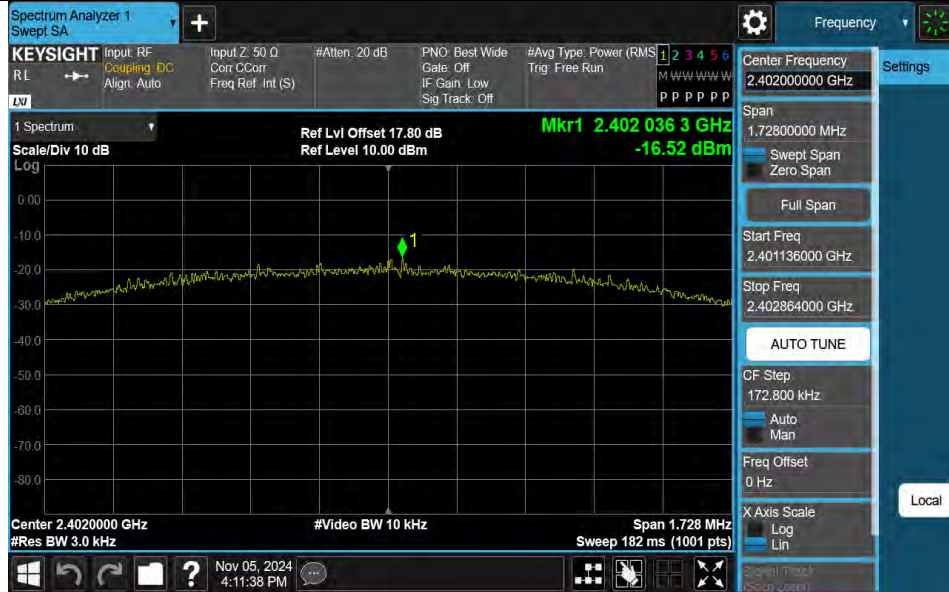 Spectrum Analyzer 1
Swept SA
+
Frequency
KEYSIGHT
RL
LXI
Input: RF
Coupling: DC
Align: Auto
Input Z: 50 Ω
Corr CCorr
Freq Ref: Int (S)
#Atten: 20 dB
PNO: Best Wide
Gate: Off
IF Gain: Low
Sig Track: Off
#Avg Type: Power (RMS
Trig: Free Run
1 2 3 4 5 6
M W W W W W
P P P P P P
1 Spectrum
Scale/Div 10 dB
Log
Ref Lvl Offset 17.80 dB
Ref Level 10.00 dBm
Mkr1 2.402 036 3 GHz
-16.52 dBm
0.00
-10.0
-20.0
-30.0
-40.0
-50.0
-60.0
-70.0
-80.0
1
Center 2.4020000 GHz
#Res BW 3.0 kHz
#Video BW 10 kHz
Span 1.728 MHz
Sweep 182 ms (1001 pts)
Center Frequency
2.402000000 GHz
Settings
Span
1.72800000 MHz
Swept Span
Zero Span
Full Span
Start Freq
2.401136000 GHz
Stop Freq
2.402864000 GHz
AUTO TUNE
CF Step
172.800 kHz
Auto
Man
Freq Offset
0 Hz
Local
X Axis Scale
Log
Lin
Signal Track
(Span Zoom)
?
Nov 05, 2024
4:11:38 PM